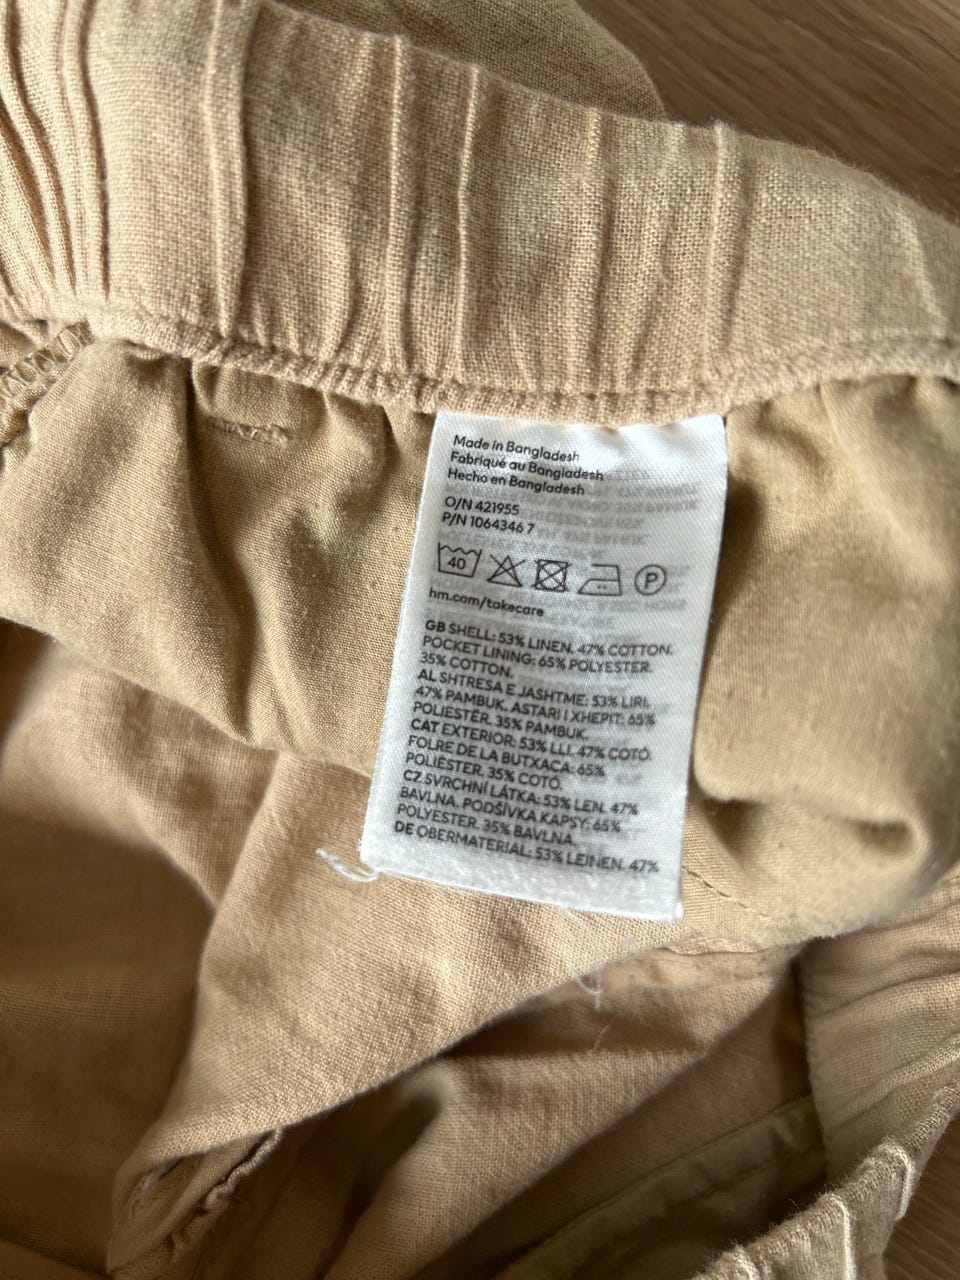 Made in Bangladesh
Fabriqué au Bangladesh
Hecho en Bangladesh
O/N 421955
P/N 1064346 7
40 P
hm.com/takecare
GB SHELL: 53% LINEN. 47% COTTON.
POCKET LINING: 65% POLYESTER.
35% COTTON.
AL SHTRESA E JASHTME: 53% LIRI.
47% PAMBUK. ASTARI I XHEPIT: 65%
POLIESTËR. 35% PAMBUK.
CAT EXTERIOR: 53% LLI. 47% COTÓ.
FOLRE DE LA BUTXACA: 65%
POLIÈSTER. 35% COTÓ.
CZ SVRCHNÍ LÁTKA: 53% LEN. 47%
BAVLNA. PODŠÍVKA KAPSY: 65%
POLYESTER. 35% BAVLNA.
DE OBERMATERIAL: 53% LEINEN. 47%